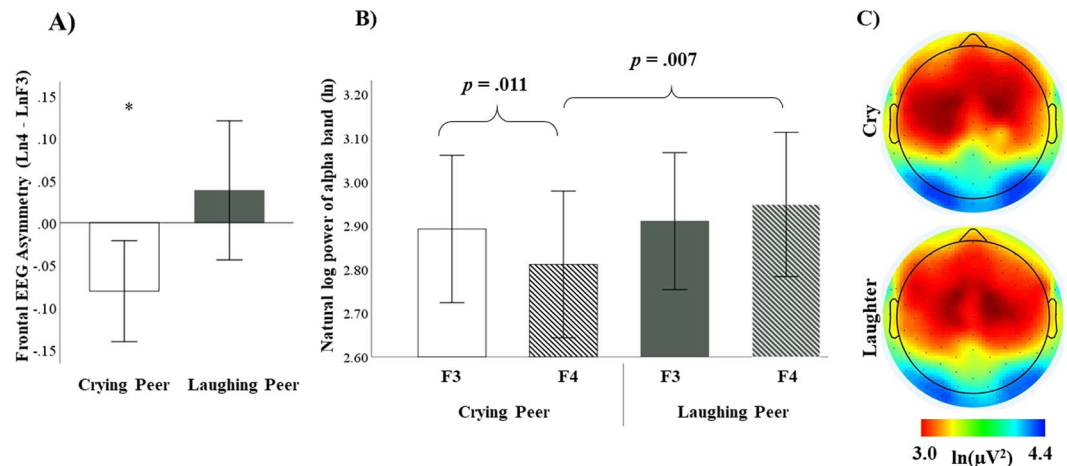 A)
Frontal EEG Asymmetry (Ln4 - LnF3)
.15
.10
.05
.00
-.05
-.10
-.15
*
Crying Peer
Laughing Peer
B)
Natural log power of alpha band (ln)
3.20
3.10
3.00
2.90
2.80
2.70
2.60
p = .011
p = .007
F3
F4
F3
F4
Crying Peer
Laughing Peer
C)
Cry
Laughter
3.0
ln(μV²)
4.4